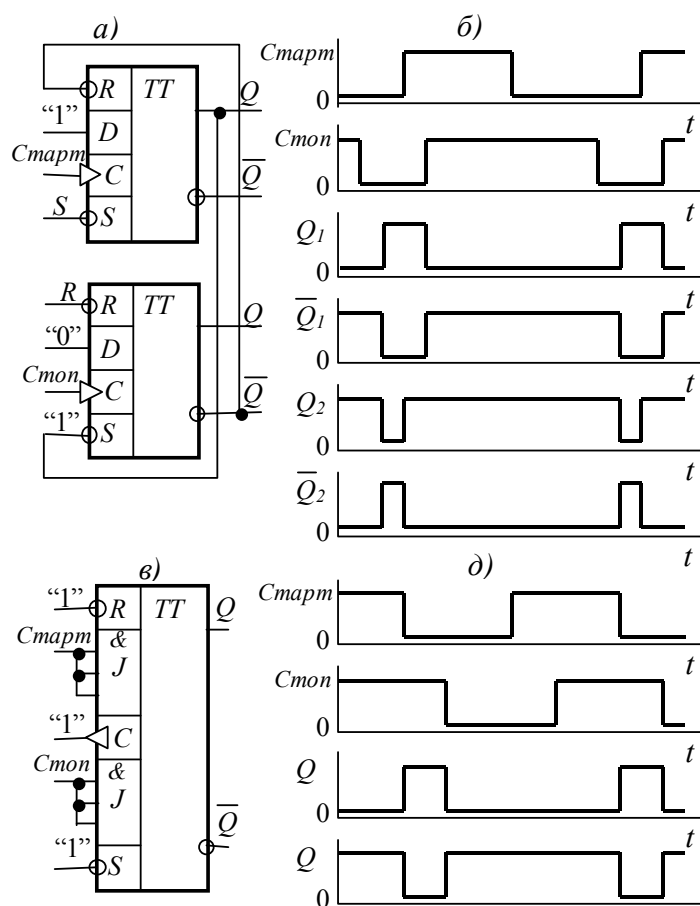 а)
R TT Q
“1” D
Старт C
Q̅
S S
R R TT Q
“0” D
Стоп C
“1” S Q̅
б)
Старт
0
t
Стоп
0
t
Q1
0
t
Q̅1
0
t
Q2
0
t
Q̅2
0
t
в)
“1” R TT Q
Старт &
J
“1” C
Стоп &
J
Q̅
“1” S
д)
Старт
0
t
Стоп
0
t
Q
0
t
Q
0
t